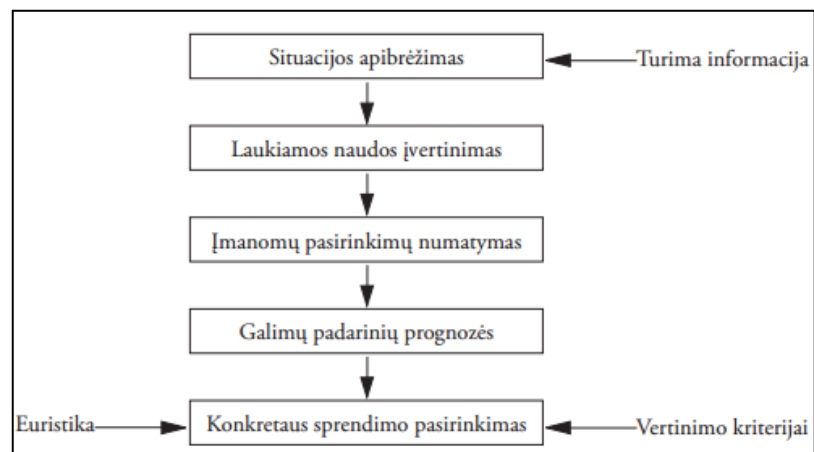 Situacijos apibrėžimas
Turima informacija
Laukiamos naudos įvertinimas
Įmanomų pasirinkimų numatymas
Galimų padarinių prognozės
Euristika
Konkretaus sprendimo pasirinkimas
Vertinimo kriterijai